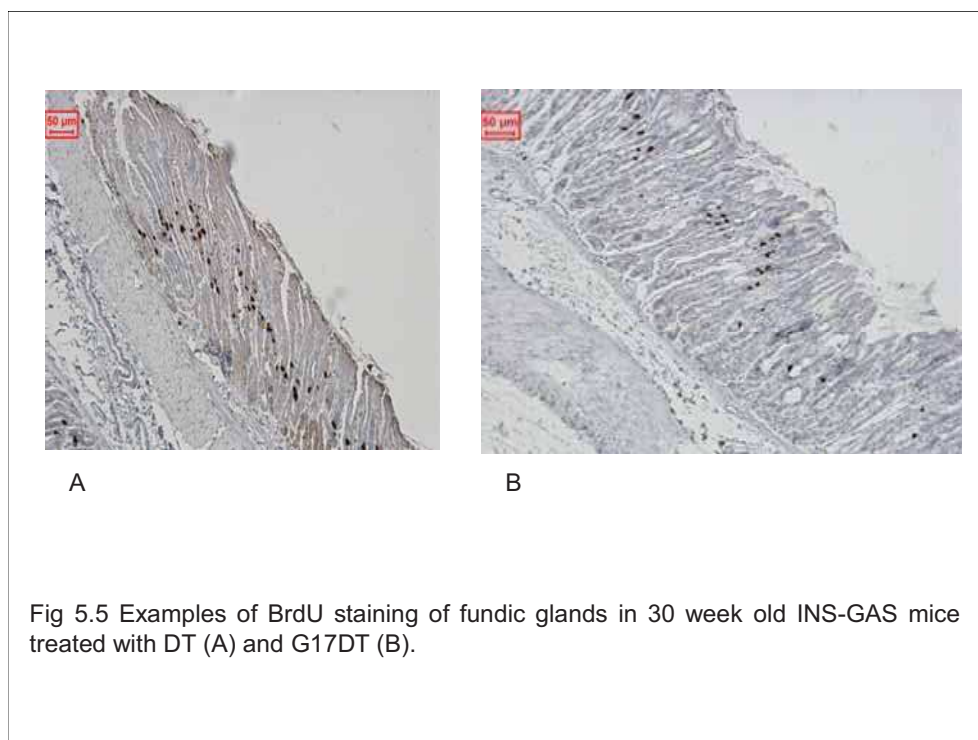 50 µm
50 µm
A
B
Fig 5.5 Examples of BrdU staining of fundic glands in 30 week old INS-GAS mice
treated with DT (A) and G17DT (B).